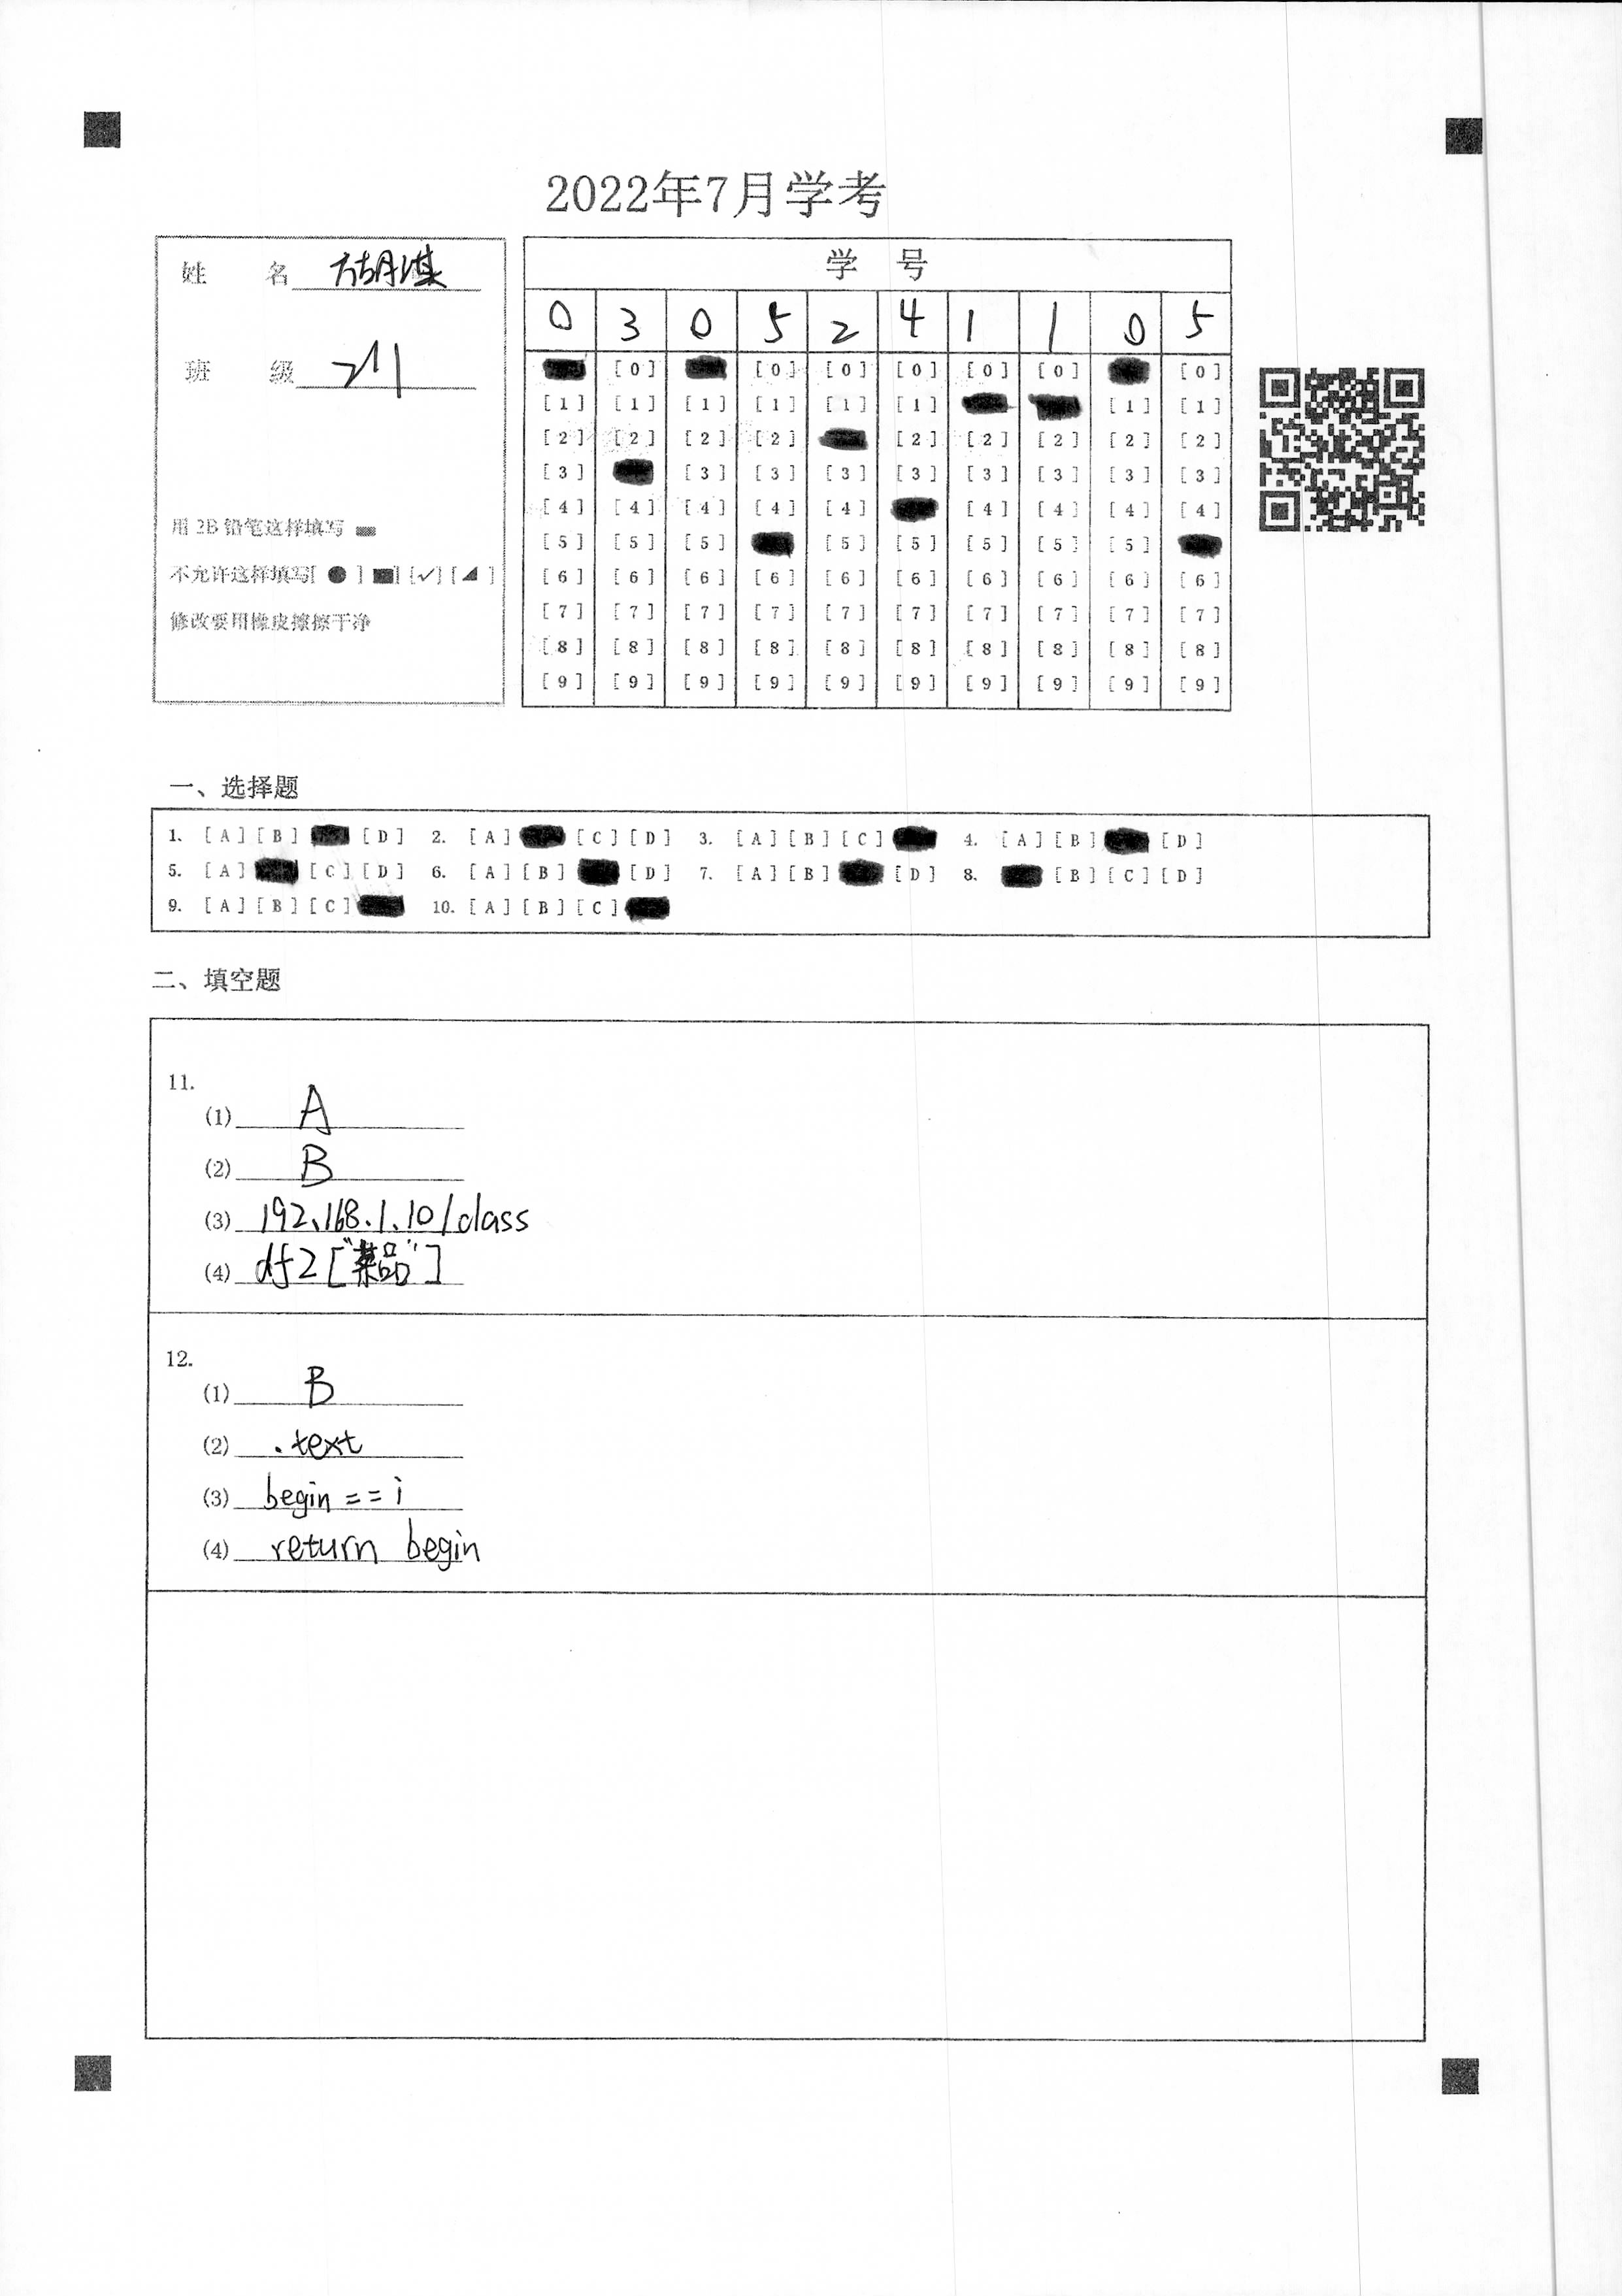 2022年7月学考
姓 名 胡淇
班 级 211
用 2B 铅笔这样填写
不允许这样填写[ ● ] ■] [✓] [◢ ]
修改要用橡皮擦擦干净
学 号
0 3 0 5 2 4 1 1 0 5
[0] [0] [0] [0] [0] [0] [0]
[1] [1] [1] [1] [1] [1] [1] [1]
[2] [2] [2] [2] [2] [2] [2] [2] [2]
[3] [3] [3] [3] [3] [3] [3] [3] [3]
[4] [4] [4] [4] [4] [4] [4] [4] [4]
[5] [5] [5] [5] [5] [5] [5] [5]
[6] [6] [6] [6] [6] [6] [6] [6] [6] [6]
[7] [7] [7] [7] [7] [7] [7] [7] [7] [7]
[8] [8] [8] [8] [8] [8] [8] [8] [8] [8]
[9] [9] [9] [9] [9] [9] [9] [9] [9] [9]
一、选择题
1. [A] [B] [D] 2. [A] [C] [D] 3. [A] [B] [C] 4. [A] [B] [D]
5. [A] [C] [D] 6. [A] [B] [D] 7. [A] [B] [D] 8. [B] [C] [D]
9. [A] [B] [C] 10. [A] [B] [C]
二、填空题
11.
(1) A
(2) B
(3) 192.168.1.10/class
(4) df2["菜品"]
12.
(1) B
(2) .text
(3) begin == i
(4) return begin